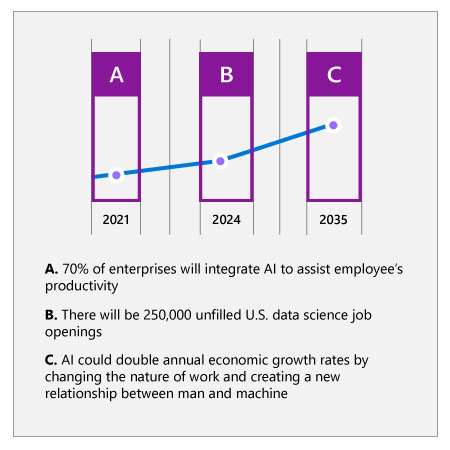 A B C
2021 2024 2035
A. 70% of enterprises will integrate AI to assist employee’s
productivity
B. There will be 250,000 unfilled U.S. data science job
openings
C. AI could double annual economic growth rates by
changing the nature of work and creating a new
relationship between man and machine